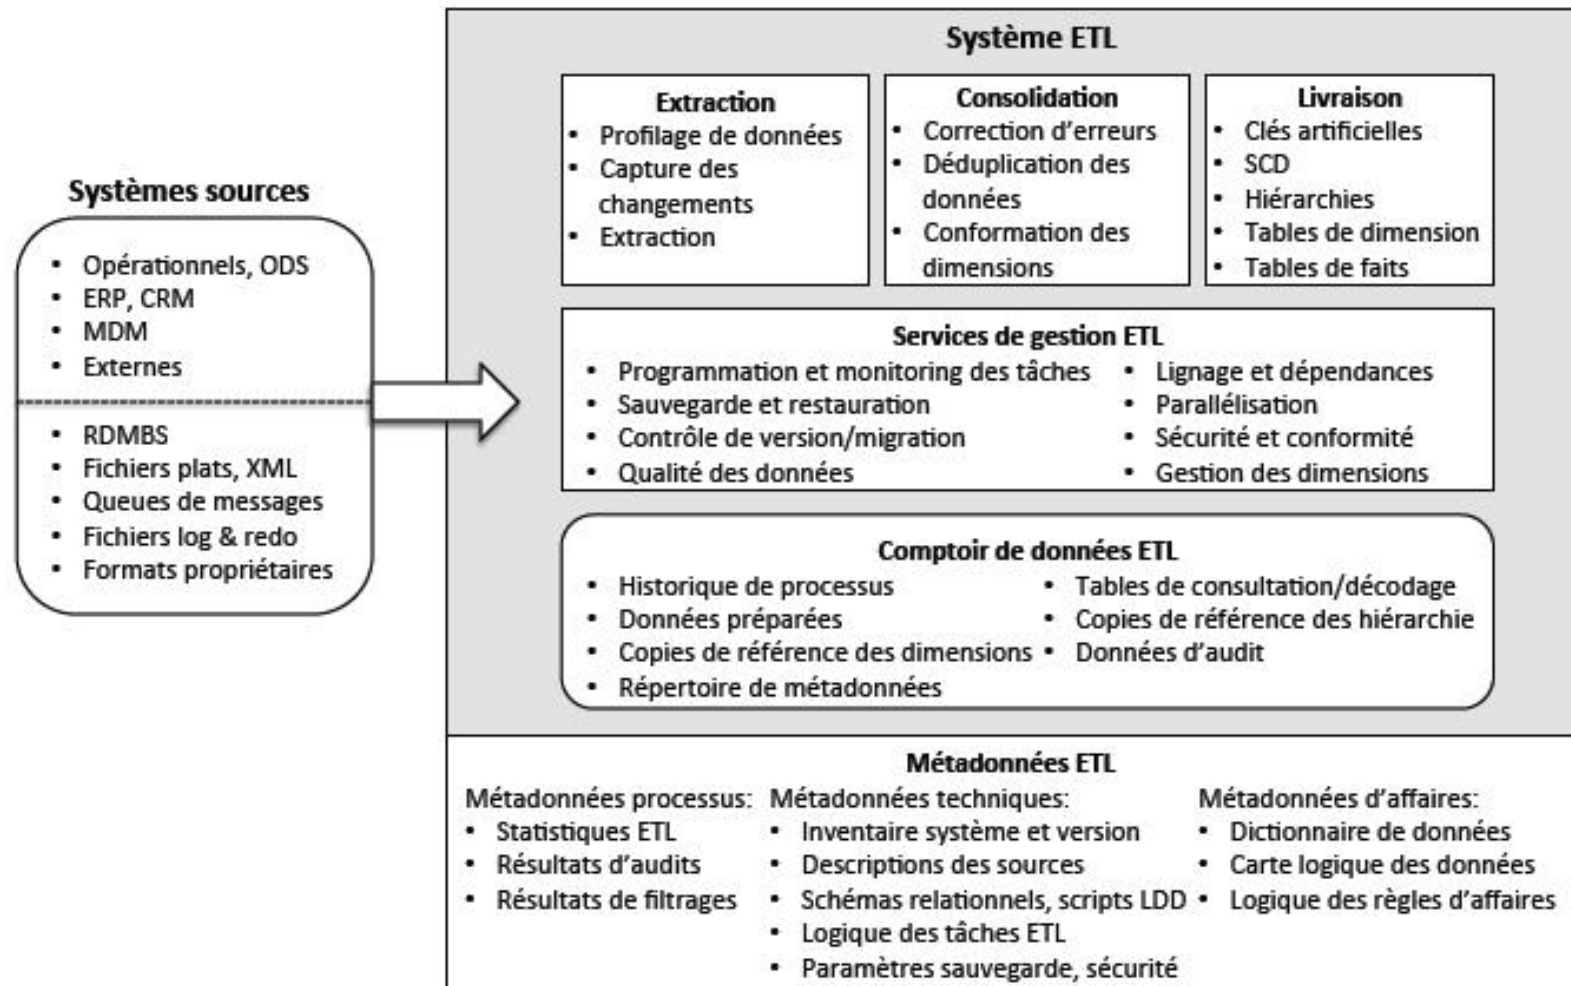 Système ETL
Extraction
• Profilage de données
• Capture des
changements
• Extraction
Consolidation
• Correction d'erreurs
• Déduplication des
données
• Conformation des
dimensions
Livraison
• Clés artificielles
• SCD
• Hiérarchies
• Tables de dimension
• Tables de faits
Systèmes sources
• Opérationnels, ODS
• ERP, CRM
• MDM
• Externes
• RDMBS
• Fichiers plats, XML
• Queues de messages
• Fichiers log & redo
• Formats propriétaires
Services de gestion ETL
• Programmation et monitoring des tâches
• Sauvegarde et restauration
• Contrôle de version/migration
• Qualité des données
• Lignage et dépendances
• Parallélisation
• Sécurité et conformité
• Gestion des dimensions
Comptoir de données ETL
• Historique de processus
• Données préparées
• Copies de référence des dimensions
• Répertoire de métadonnées
• Tables de consultation/décodage
• Copies de référence des hiérarchie
• Données d'audit
Métadonnées ETL
Métadonnées processus:
• Statistiques ETL
• Résultats d'audits
• Résultats de filtrages
Métadonnées techniques:
• Inventaire système et version
• Descriptions des sources
• Schémas relationnels, scripts LDD
• Logique des tâches ETL
• Paramètres sauvegarde, sécurité
Métadonnées d'affaires:
• Dictionnaire de données
• Carte logique des données
• Logique des règles d'affaires